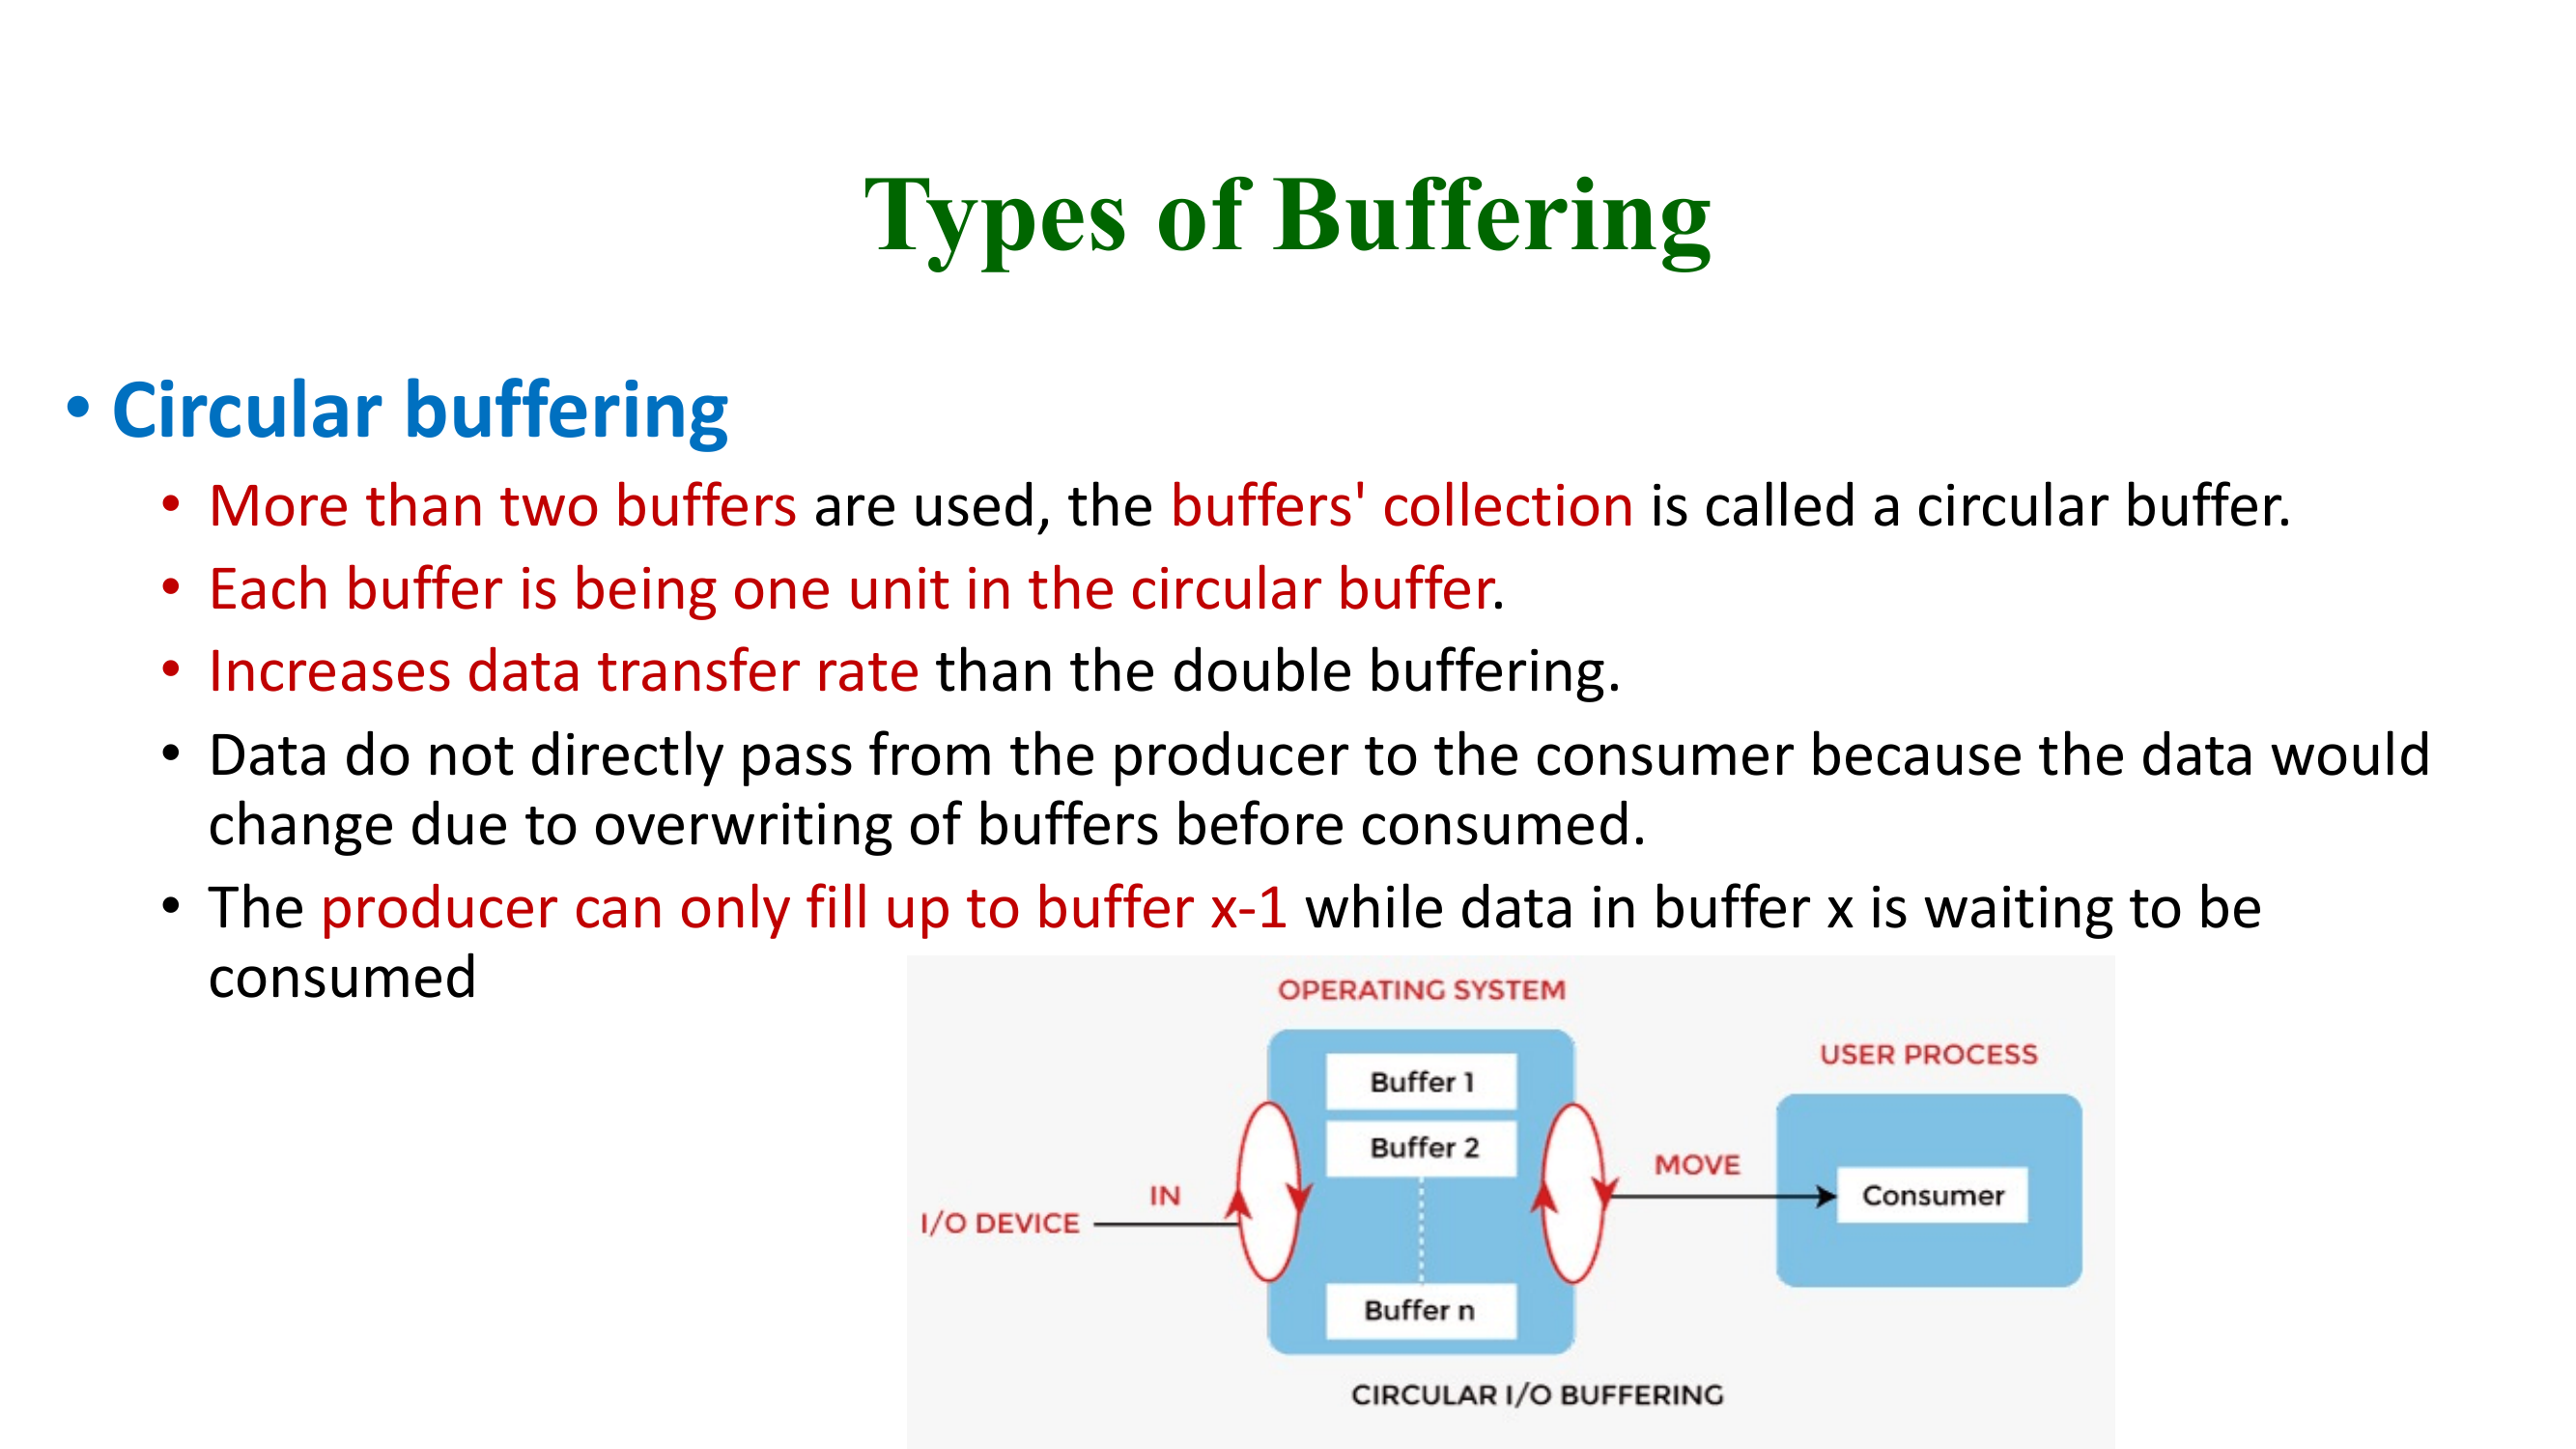 Types of Buffering
• Circular buffering
• More than two buffers are used, the buffers' collection is called a circular buffer.
• Each buffer is being one unit in the circular buffer.
• Increases data transfer rate than the double buffering.
• Data do not directly pass from the producer to the consumer because the data would
change due to overwriting of buffers before consumed.
• The producer can only fill up to buffer x-1 while data in buffer x is waiting to be
consumed
OPERATING SYSTEM
USER PROCESS
Buffer 1
Buffer 2
MOVE
IN
Consumer
I/O DEVICE
Buffer n
CIRCULAR I/O BUFFERING